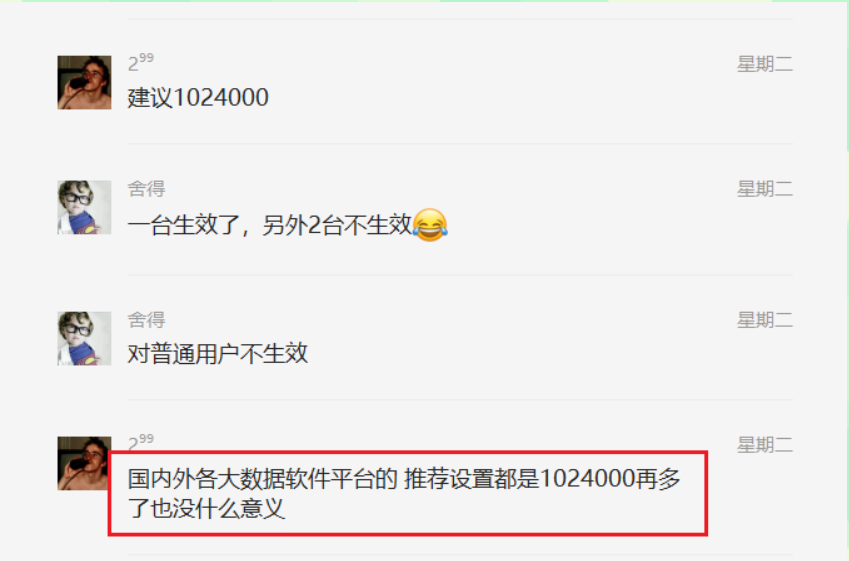 2⁹⁹
星期二
建议1024000
舍得
星期二
一台生效了，另外2台不生效😂
舍得
星期二
对普通用户不生效
2⁹⁹
星期二
国内外各大数据软件平台的 推荐设置都是1024000再多
了也没什么意义